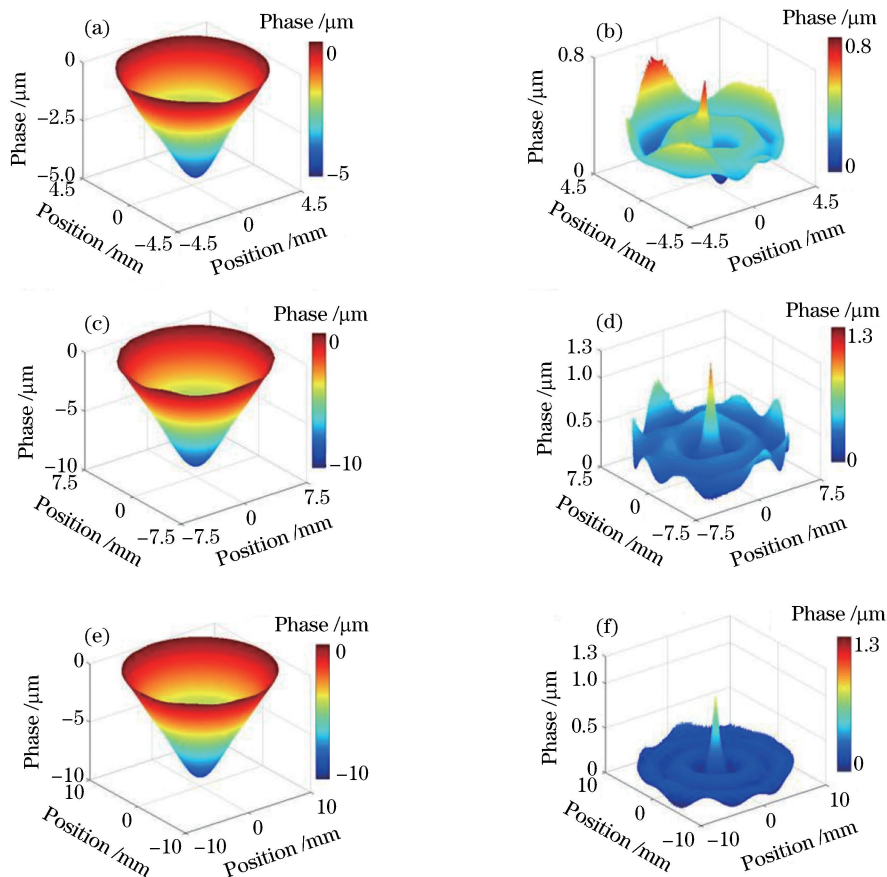 (a)
Phase /μm
0
−5
Phase /μm
0
−2.5
−5.0
4.5
0
−4.5
Position /mm
−4.5
0
4.5
Position /mm
(b)
Phase /μm
0.8
0
Phase /μm
0.8
0
4.5
0
−4.5
Position /mm
−4.5
0
4.5
Position /mm
(c)
Phase /μm
0
−10
Phase /μm
0
−5
−10
7.5
0
−7.5
Position /mm
−7.5
0
7.5
Position /mm
(d)
Phase /μm
1.3
0
Phase /μm
1.3
1.0
0.5
0
7.5
0
−7.5
Position /mm
−7.5
0
7.5
Position /mm
(e)
Phase /μm
0
−10
Phase /μm
0
−5
−10
10
0
−10
Position /mm
−10
0
10
Position /mm
(f)
Phase /μm
1.3
0
Phase /μm
1.3
1.0
0.5
0
10
0
−10
Position /mm
−10
0
10
Position /mm